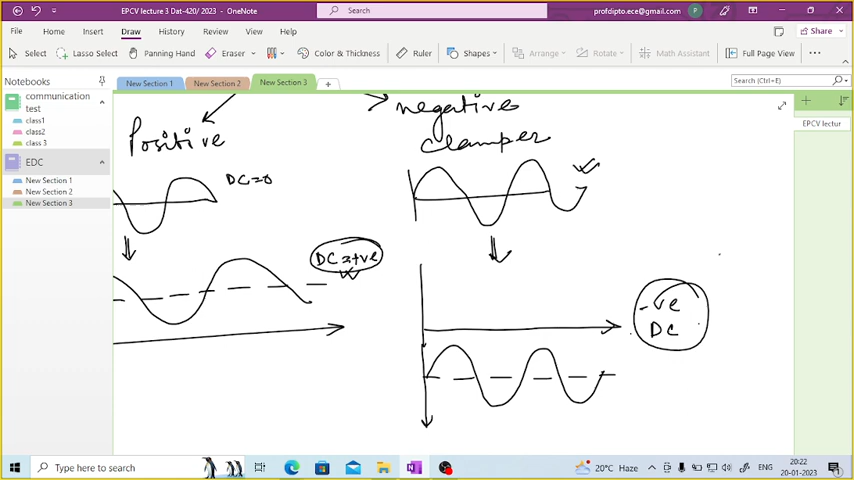 EPCV lecture 3 Dat-420/ 2023 - OneNote
Search
profdipto.ece@gmail.com
P
File
Home
Insert
Draw
History
Review
View
Help
Share
Select
Lasso Select
Panning Hand
Eraser
Color & Thickness
Ruler
Shapes
Arrange
Rotate
Math Assistant
Full Page View
Notebooks
New Section 1
New Section 2
New Section 3
Search (Ctrl+E)
communication
test
class1
class2
class 3
EDC
New Section 1
New Section 2
New Section 3
EPCV lectur
Positive
negative
clamper
DC=0
DC=+ve
-ve
DC
Type here to search
20°C Haze
ENG
20:22
20-01-2023